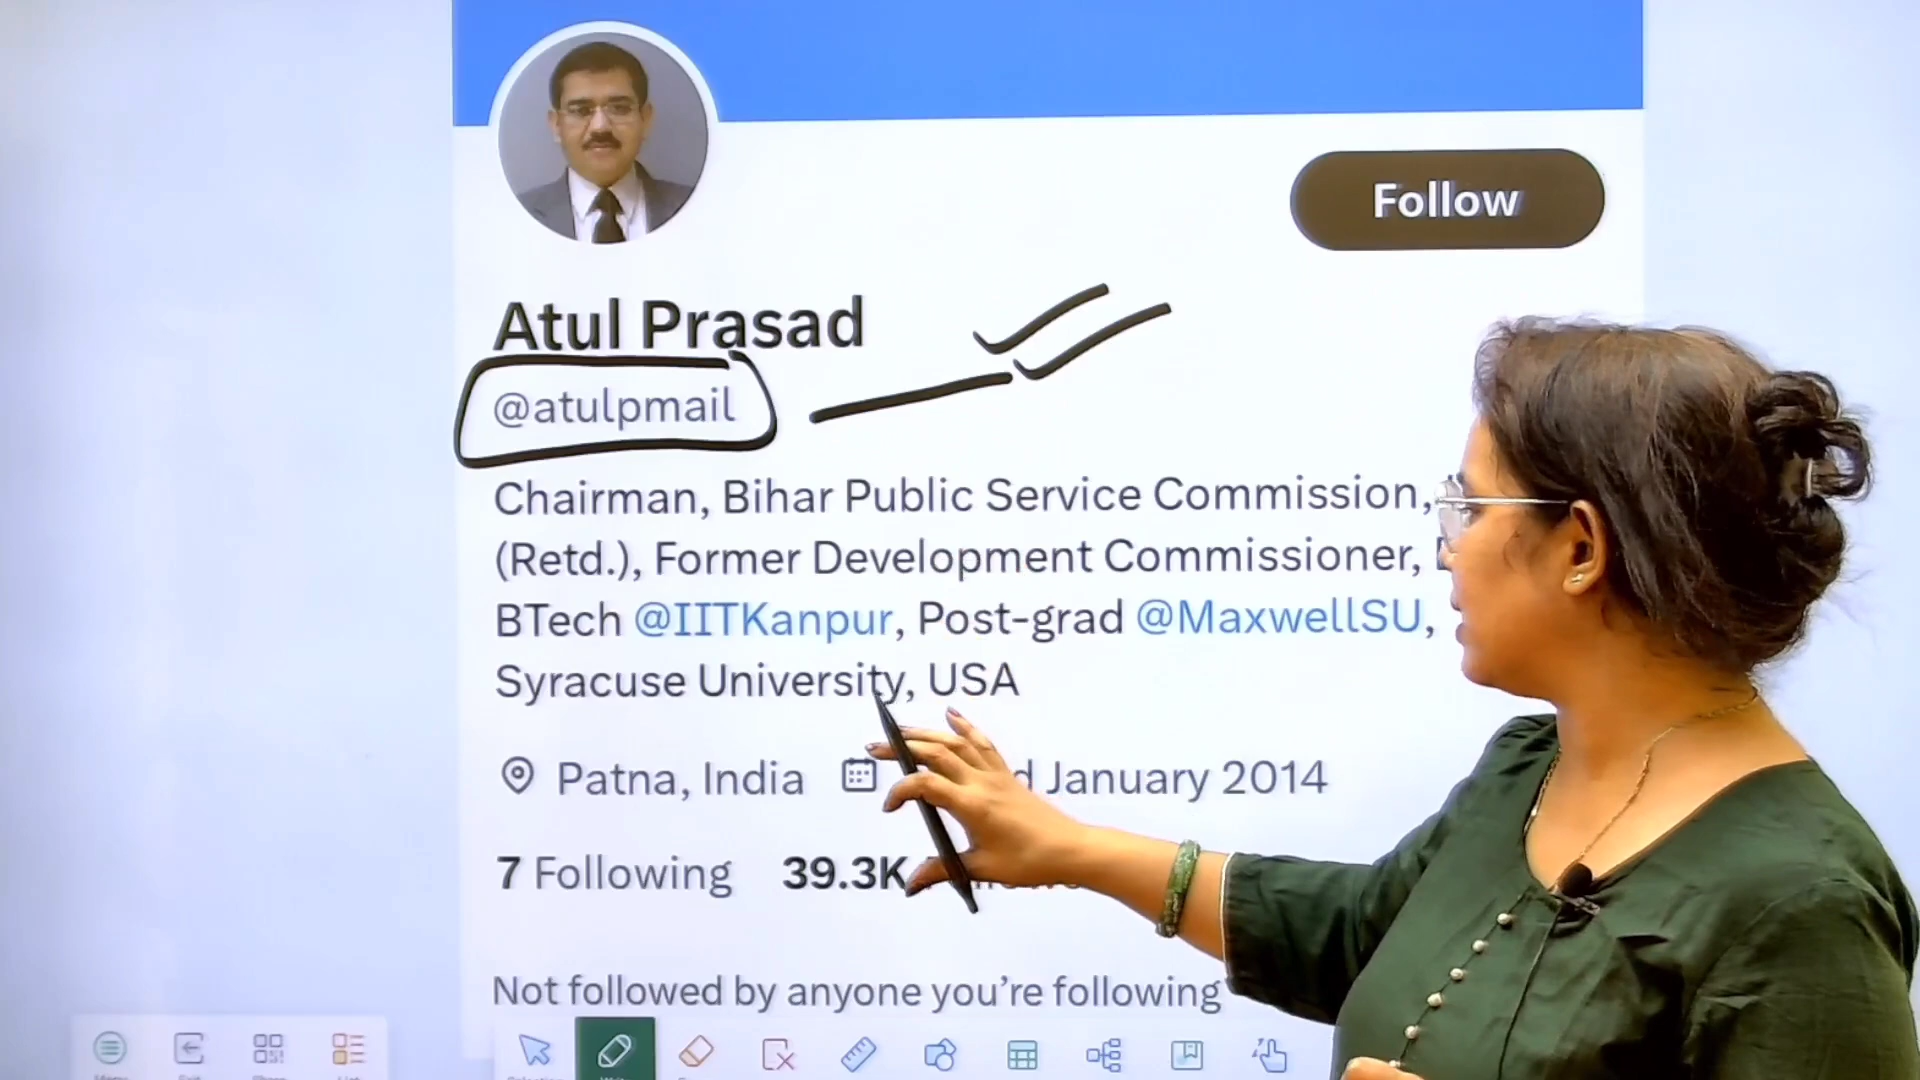 Follow
Atul Prasad
@atulpmail
Chairman, Bihar Public Service Commission,
(Retd.), Former Development Commissioner,
BTech @IITKanpur, Post-grad @MaxwellSU,
Syracuse University, USA
Patna, India January 2014
7 Following 39.3K
Not followed by anyone you're following